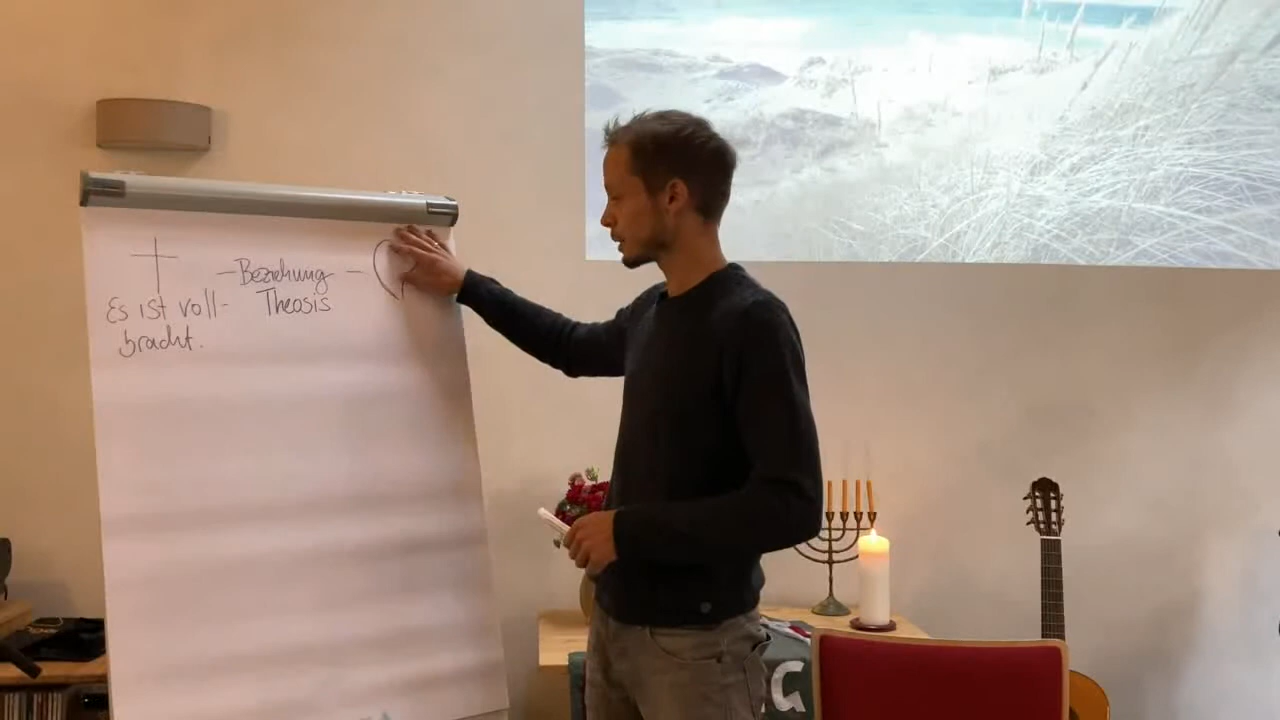 - Beziehung -
Theosis
Es ist voll-
bracht.
G